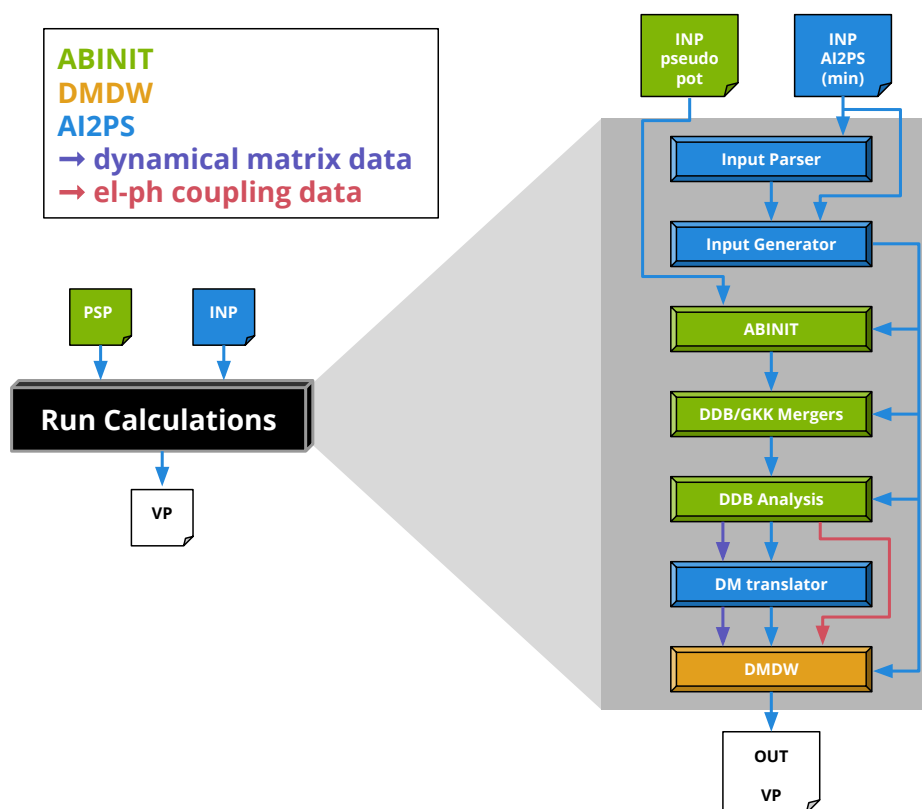 ABINIT
DMDW
AI2PS
→ dynamical matrix data
→ el-ph coupling data
PSP
INP
Run Calculations
VP
INP
pseudo
pot
INP
AI2PS
(min)
Input Parser
Input Generator
ABINIT
DDB/GKK Mergers
DDB Analysis
DM translator
DMDW
OUT
VP